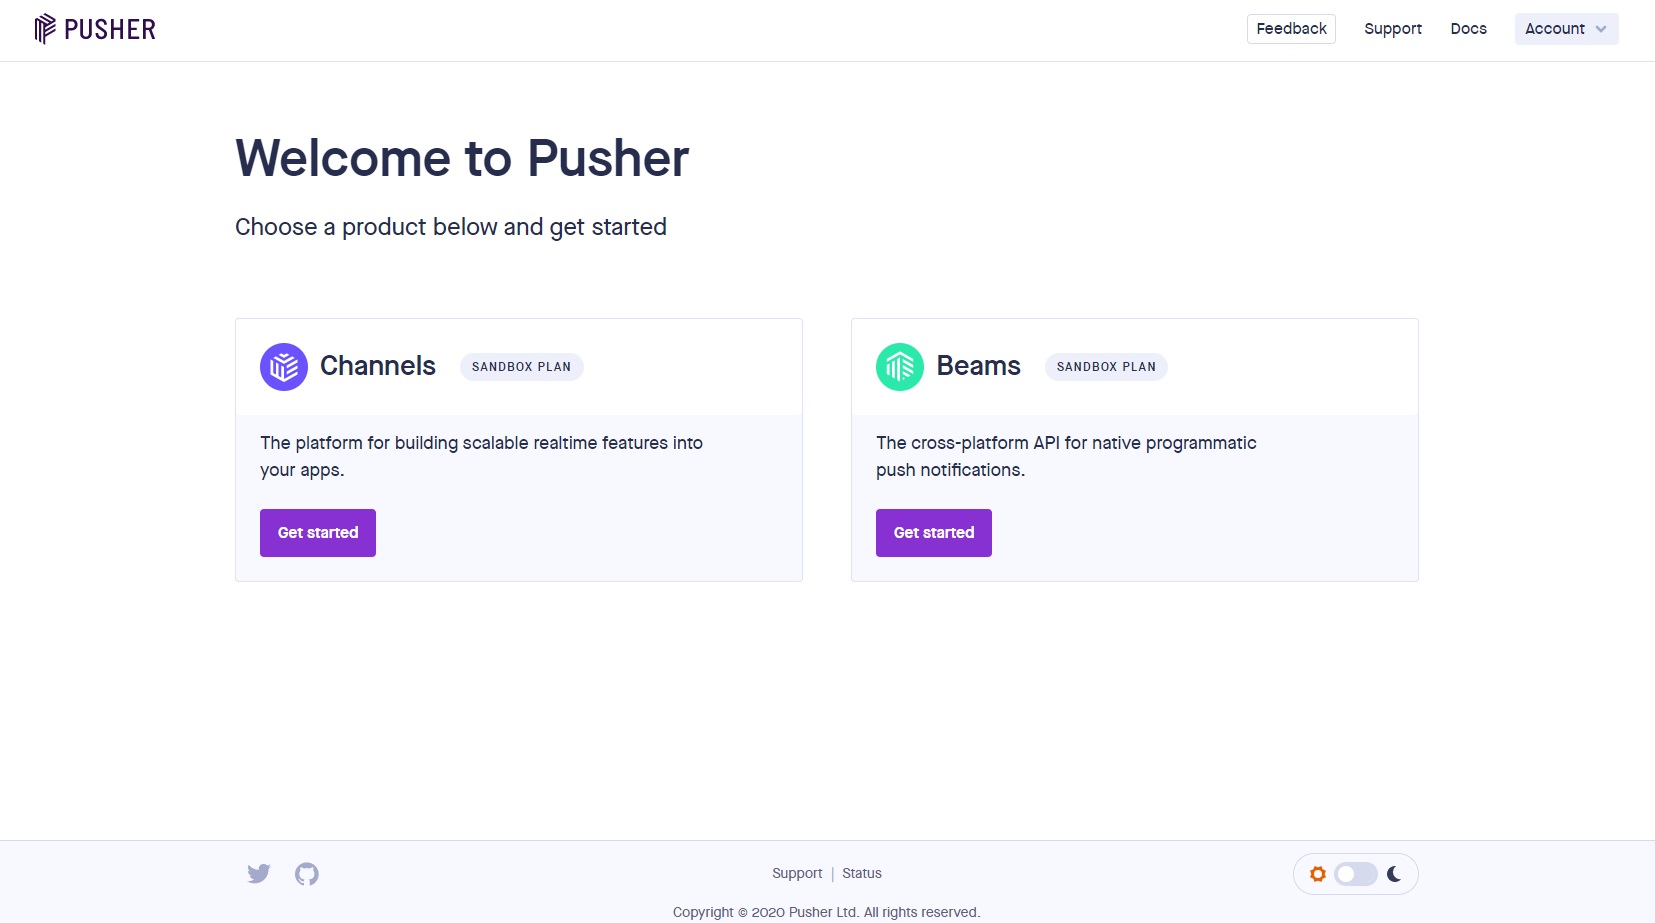 PUSHER
Feedback
Support
Docs
Account
Welcome to Pusher
Choose a product below and get started
Channels
SANDBOX PLAN
The platform for building scalable realtime features into
your apps.
Get started
Beams
SANDBOX PLAN
The cross-platform API for native programmatic
push notifications.
Get started
Support | Status
Copyright © 2020 Pusher Ltd. All rights reserved.